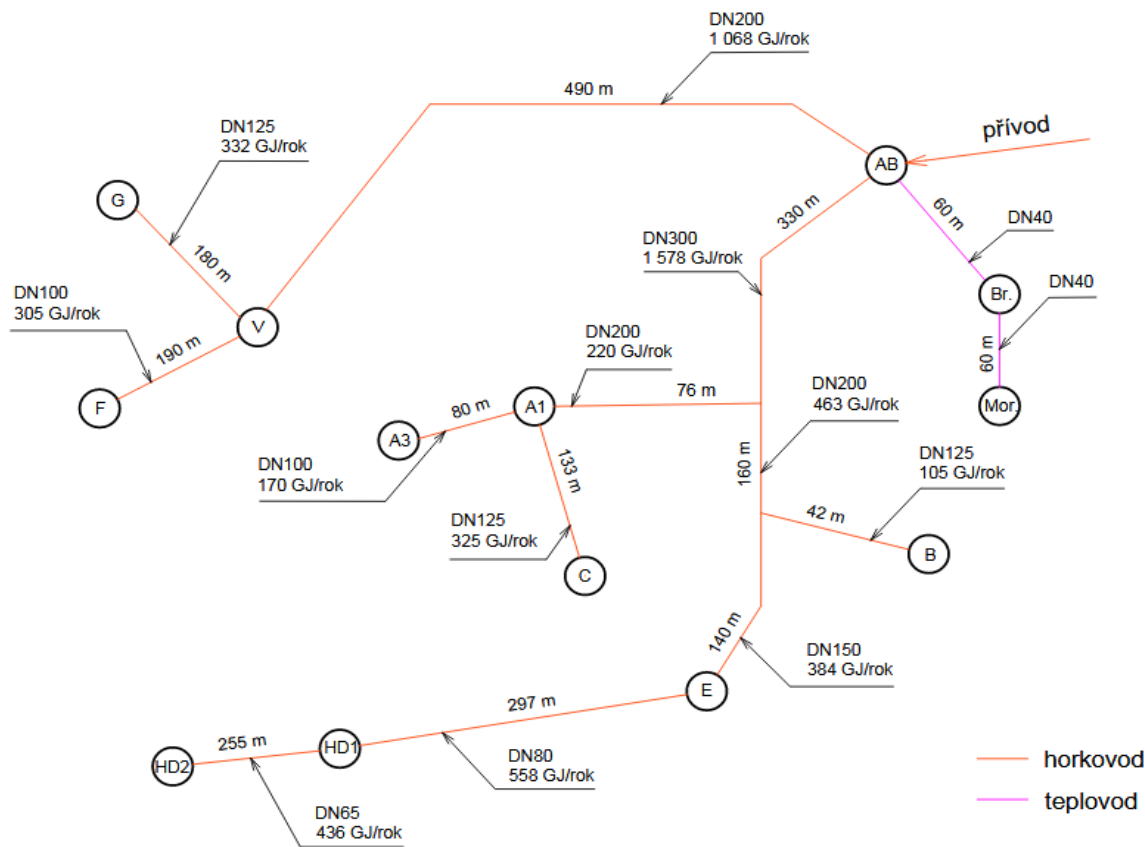 DN200
1 068 GJ/rok
490 m
přívod
DN125
332 GJ/rok
AB
G
330 m
60 m
DN40
180 m
DN300
1 578 GJ/rok
DN100
305 GJ/rok
V
Br.
DN40
190 m
DN200
220 GJ/rok
60 m
F
80 m
A1
76 m
DN200
463 GJ/rok
Mor.
A3
133 m
160 m
DN125
105 GJ/rok
DN100
170 GJ/rok
42 m
DN125
325 GJ/rok
B
C
140 m
DN150
384 GJ/rok
E
297 m
255 m
HD1
HD2
DN80
558 GJ/rok
horkovod
DN65
436 GJ/rok
teplovod